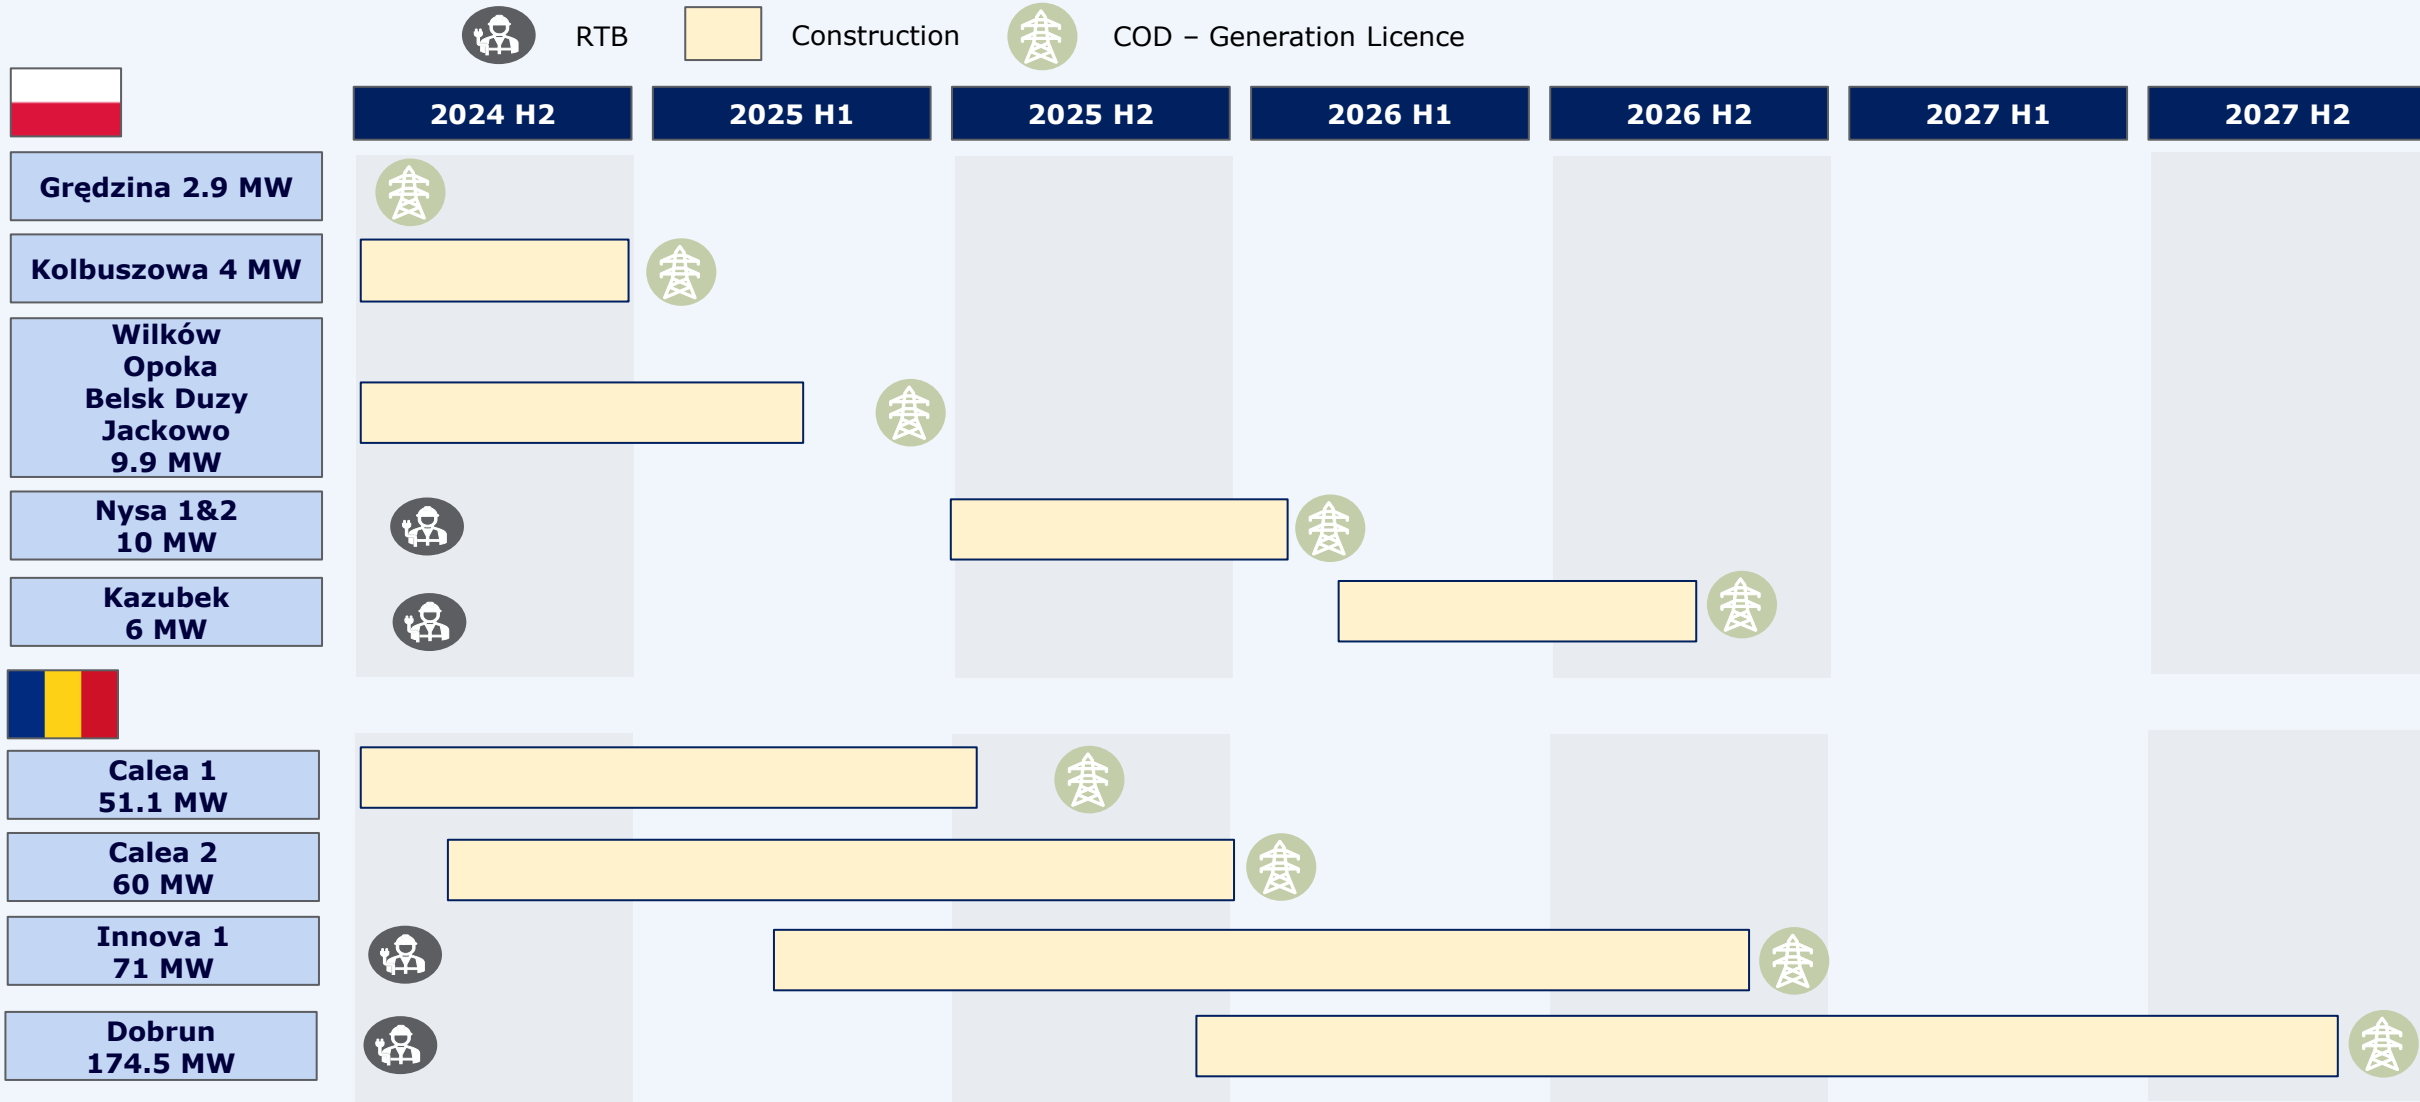 RTB
Construction
COD – Generation Licence
2024 H2
2025 H1
2025 H2
2026 H1
2026 H2
2027 H1
2027 H2
Grędzina 2.9 MW
Kolbuszowa 4 MW
Wilków
Opoka
Belsk Duzy
Jackowo
9.9 MW
Nysa 1&2
10 MW
Kazubek
6 MW
Calea 1
51.1 MW
Calea 2
60 MW
Innova 1
71 MW
Dobrun
174.5 MW